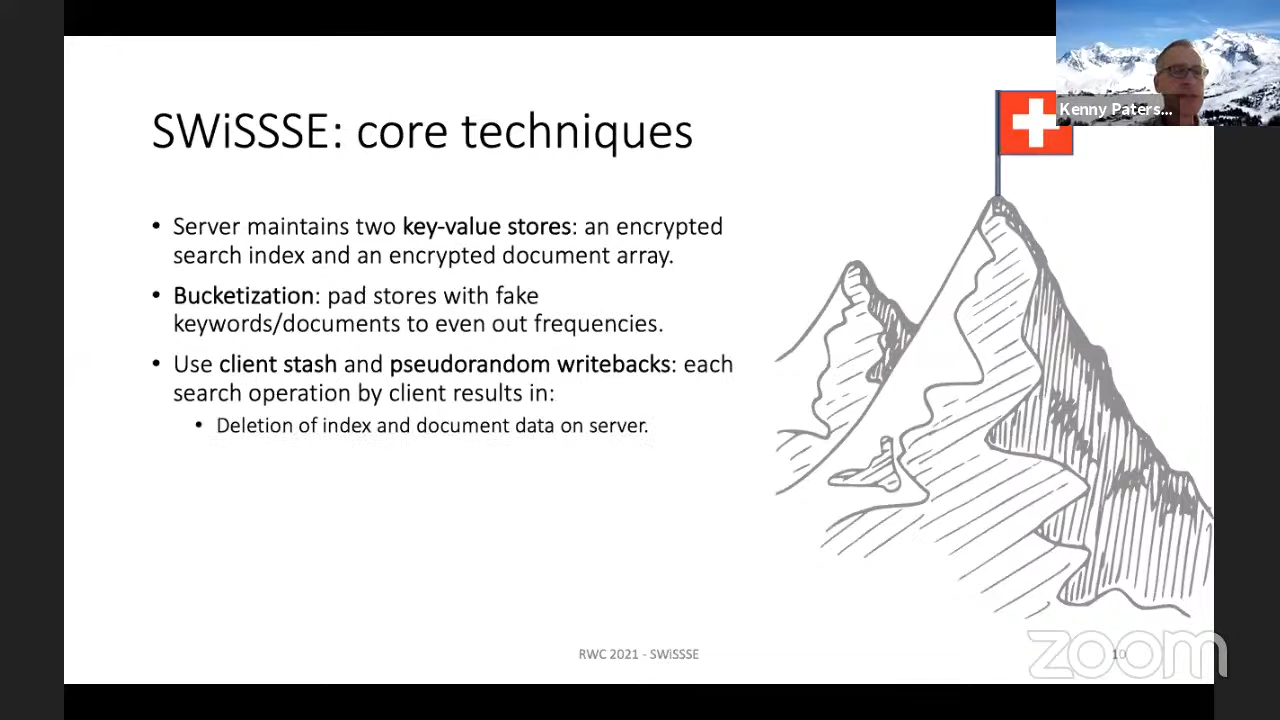 Kenny Paters...
SWiSSSE: core techniques
• Server maintains two key-value stores: an encrypted
search index and an encrypted document array.
• Bucketization: pad stores with fake
keywords/documents to even out frequencies.
• Use client stash and pseudorandom writebacks: each
search operation by client results in:
• Deletion of index and document data on server.
RWC 2021 - SWiSSSE
10
zoom